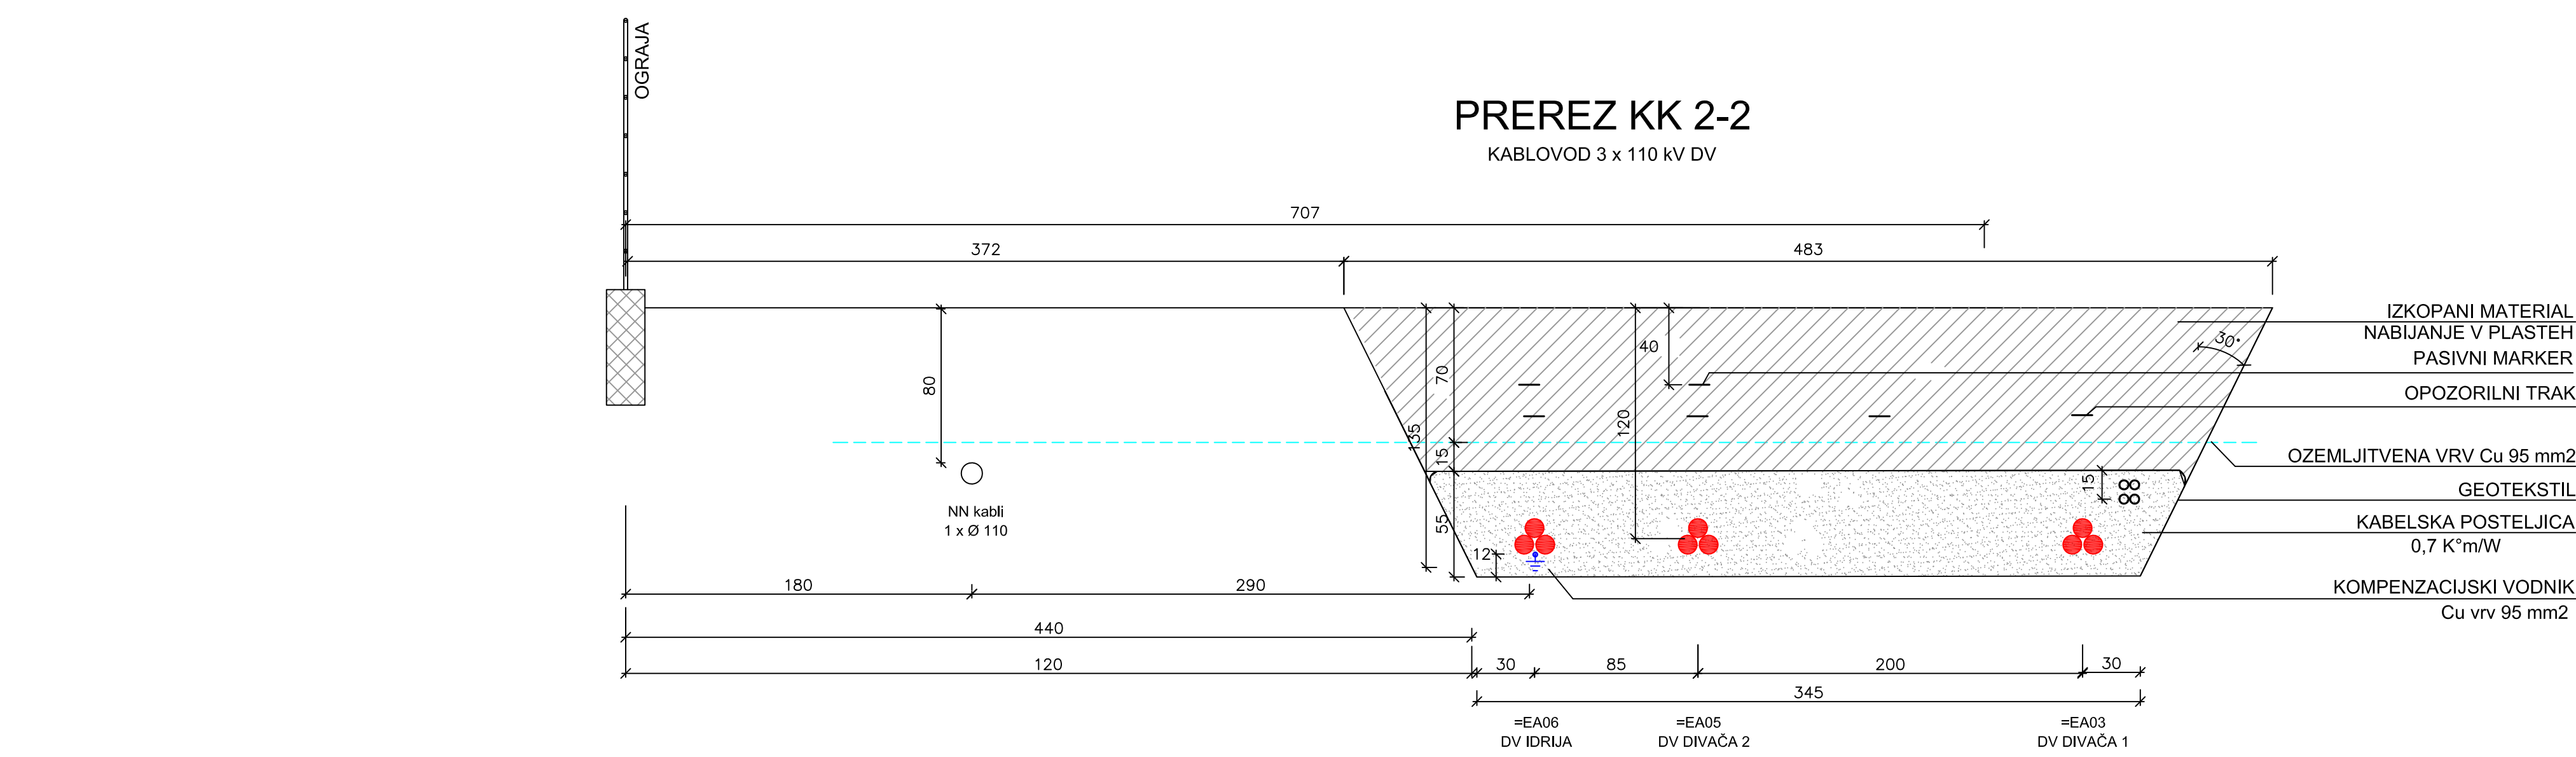 OGRAJA
PREREZ KK 2-2
KABLOVOD 3 x 110 kV DV
707
372
483
80
NN kabli
1 x Ø 110
135
70
15
55
12
120
40
30°
15
IZKOPANI MATERIAL
NABIJANJE V PLASTEH
PASIVNI MARKER
OPOZORILNI TRAK
OZEMLJITVENA VRV Cu 95 mm2
GEOTEKSTIL
KABELSKA POSTELJICA
0,7 K°m/W
KOMPENZACIJSKI VODNIK
Cu vrv 95 mm2
180
290
440
120
30
85
200
30
345
=EA06
DV IDRIJA
=EA05
DV DIVAČA 2
=EA03
DV DIVAČA 1